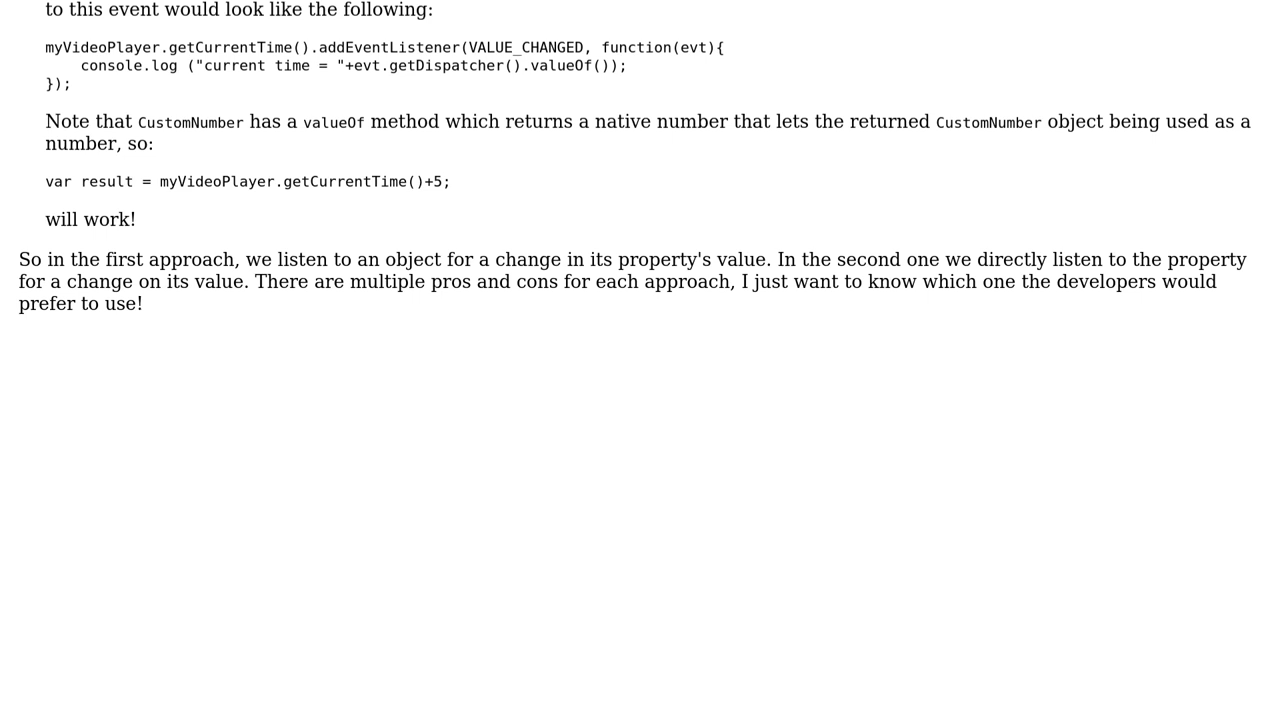 to this event would look like the following:
myVideoPlayer.getCurrentTime().addEventListener(VALUE_CHANGED, function(evt){
    console.log ("current time = "+evt.getDispatcher().valueOf());
});
Note that CustomNumber has a valueOf method which returns a native number that lets the returned CustomNumber object being used as a
number, so:
var result = myVideoPlayer.getCurrentTime()+5;
will work!
So in the first approach, we listen to an object for a change in its property's value. In the second one we directly listen to the property
for a change on its value. There are multiple pros and cons for each approach, I just want to know which one the developers would
prefer to use!